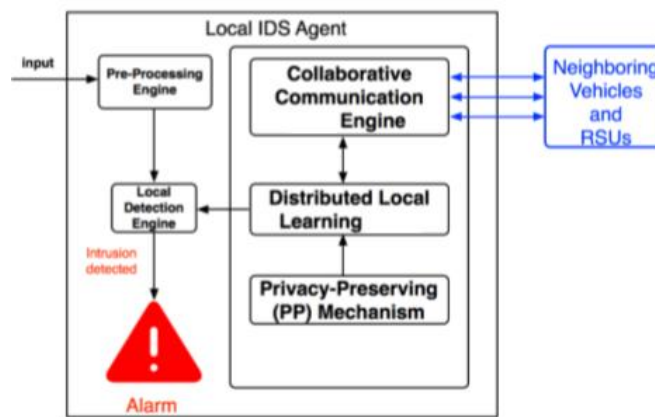 Local IDS Agent
input
Pre-Processing
Engine
Collaborative
Communication
Engine
Neighboring
Vehicles
and
RSUs
Local
Detection
Engine
Distributed Local
Learning
Intrusion
detected
Privacy-Preserving
(PP) Mechanism
!
Alarm